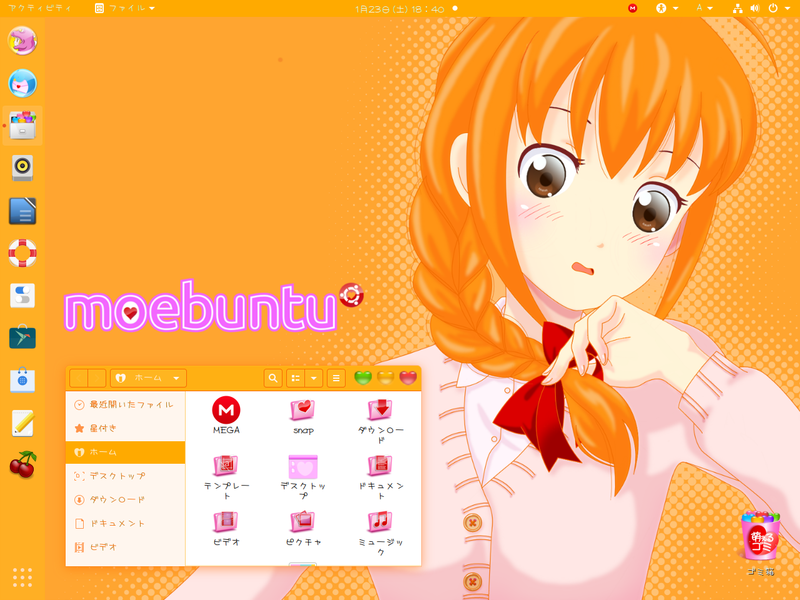 アクティビティ
ファイル
1月23日 (土) 18:40
A
moebuntu
ホーム
最近開いたファイル
星付き
ホーム
デスクトップ
ダウンロード
ドキュメント
ビデオ
MEGA
snap
ダウンロー
ド
テンプレー
ト
デスクトッ
プ
ドキュメン
ト
ビデオ
ピクチャ
ミュージッ
ク
萌える
ゴミ
ゴミ箱